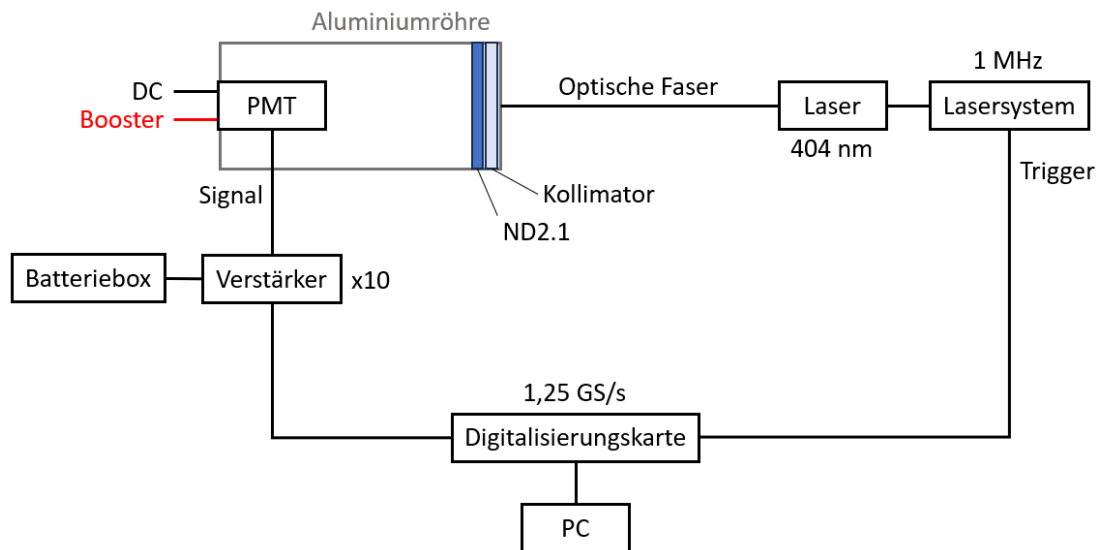 Aluminiumröhre
DC
Booster
PMT
Optische Faser
Laser
404 nm
1 MHz
Lasersystem
Trigger
Signal
Kollimator
ND2.1
Batteriebox
Verstärker
x10
1,25 GS/s
Digitalisierungskarte
PC